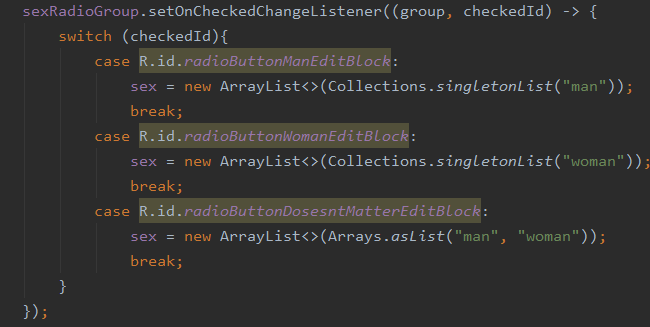 sexRadioGroup.setOnCheckedChangeListener((group, checkedId) -> {
    switch (checkedId){
        case R.id.radioButtonManEditBlock:
            sex = new ArrayList<>(Collections.singletonList("man"));
            break;
        case R.id.radioButtonWomanEditBlock:
            sex = new ArrayList<>(Collections.singletonList("woman"));
            break;
        case R.id.radioButtonDosesntMatterEditBlock:
            sex = new ArrayList<>(Arrays.asList("man", "woman"));
            break;
    }
});